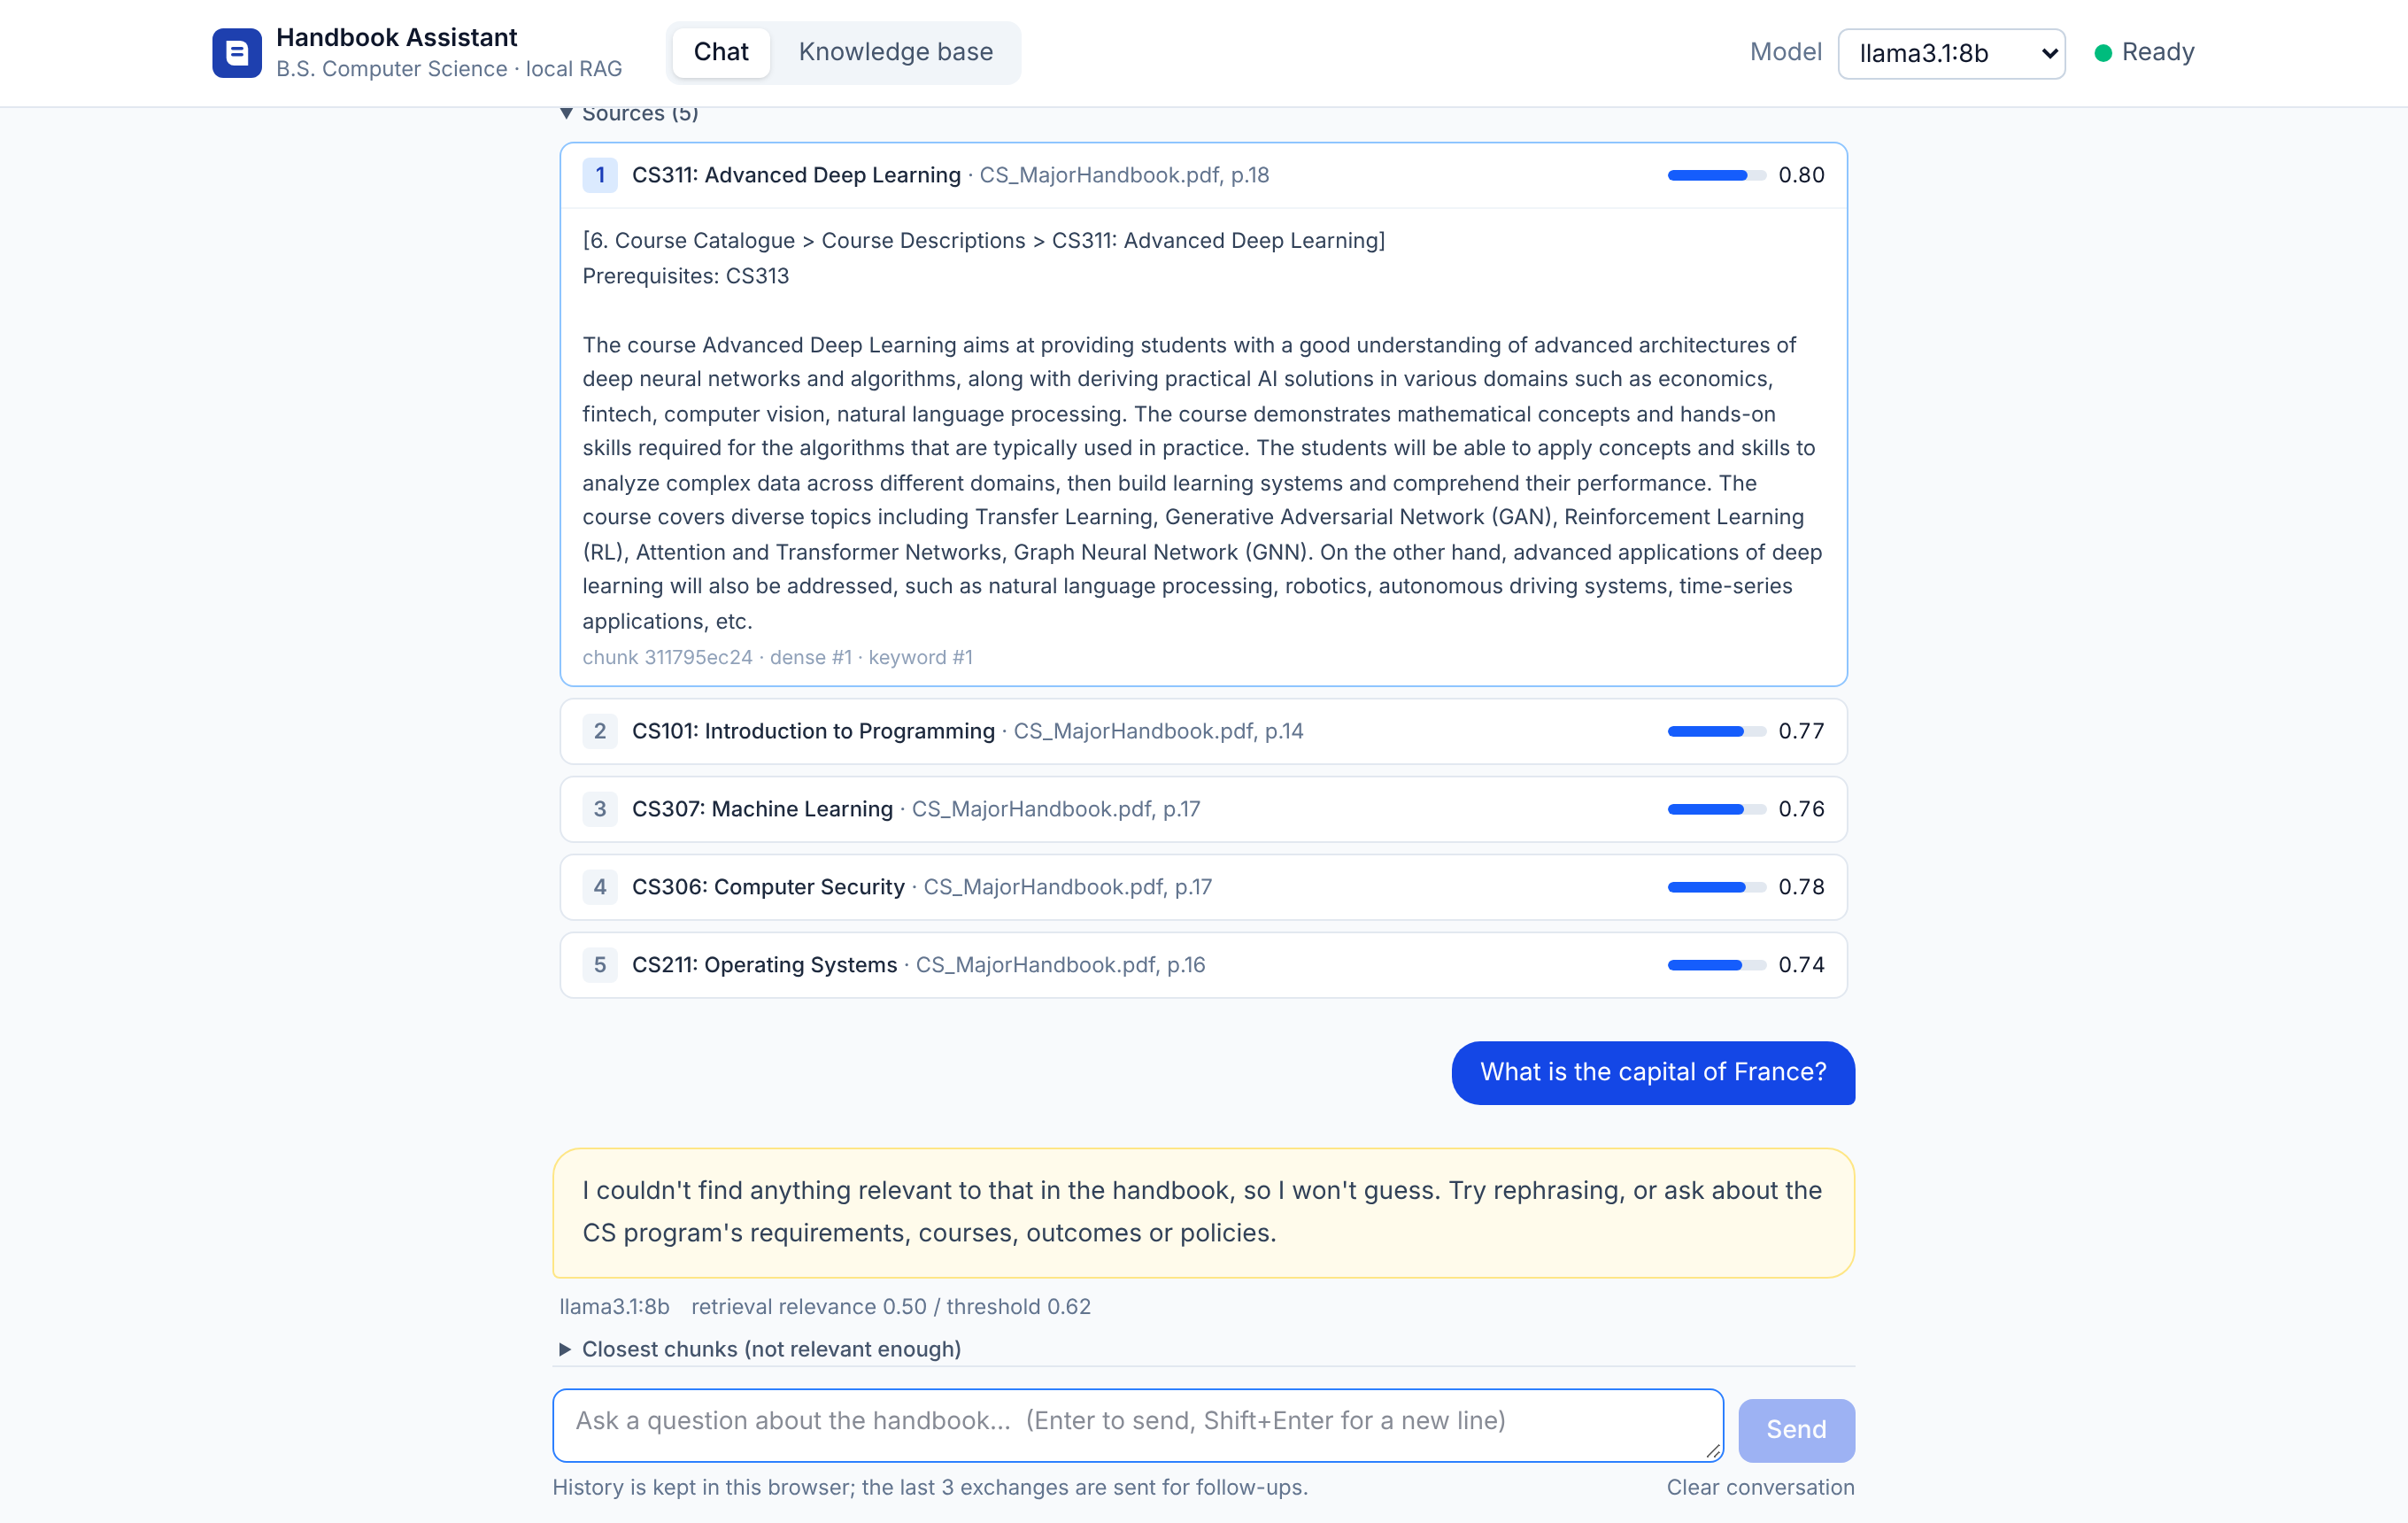 Handbook Assistant
B.S. Computer Science · local RAG
Chat
Knowledge base
Model
llama3.1:8b
Ready
▼ Sources (5)
1 CS311: Advanced Deep Learning · CS_MajorHandbook.pdf, p.18 0.80
[6. Course Catalogue > Course Descriptions > CS311: Advanced Deep Learning]
Prerequisites: CS313
The course Advanced Deep Learning aims at providing students with a good understanding of advanced architectures of
deep neural networks and algorithms, along with deriving practical AI solutions in various domains such as economics,
fintech, computer vision, natural language processing. The course demonstrates mathematical concepts and hands-on
skills required for the algorithms that are typically used in practice. The students will be able to apply concepts and skills to
analyze complex data across different domains, then build learning systems and comprehend their performance. The
course covers diverse topics including Transfer Learning, Generative Adversarial Network (GAN), Reinforcement Learning
(RL), Attention and Transformer Networks, Graph Neural Network (GNN). On the other hand, advanced applications of deep
learning will also be addressed, such as natural language processing, robotics, autonomous driving systems, time-series
applications, etc.
chunk 311795ec24 · dense #1 · keyword #1
2 CS101: Introduction to Programming · CS_MajorHandbook.pdf, p.14 0.77
3 CS307: Machine Learning · CS_MajorHandbook.pdf, p.17 0.76
4 CS306: Computer Security · CS_MajorHandbook.pdf, p.17 0.78
5 CS211: Operating Systems · CS_MajorHandbook.pdf, p.16 0.74
What is the capital of France?
I couldn't find anything relevant to that in the handbook, so I won't guess. Try rephrasing, or ask about the
CS program's requirements, courses, outcomes or policies.
llama3.1:8b retrieval relevance 0.50 / threshold 0.62
▶ Closest chunks (not relevant enough)
Ask a question about the handbook... (Enter to send, Shift+Enter for a new line)
Send
History is kept in this browser; the last 3 exchanges are sent for follow-ups.
Clear conversation